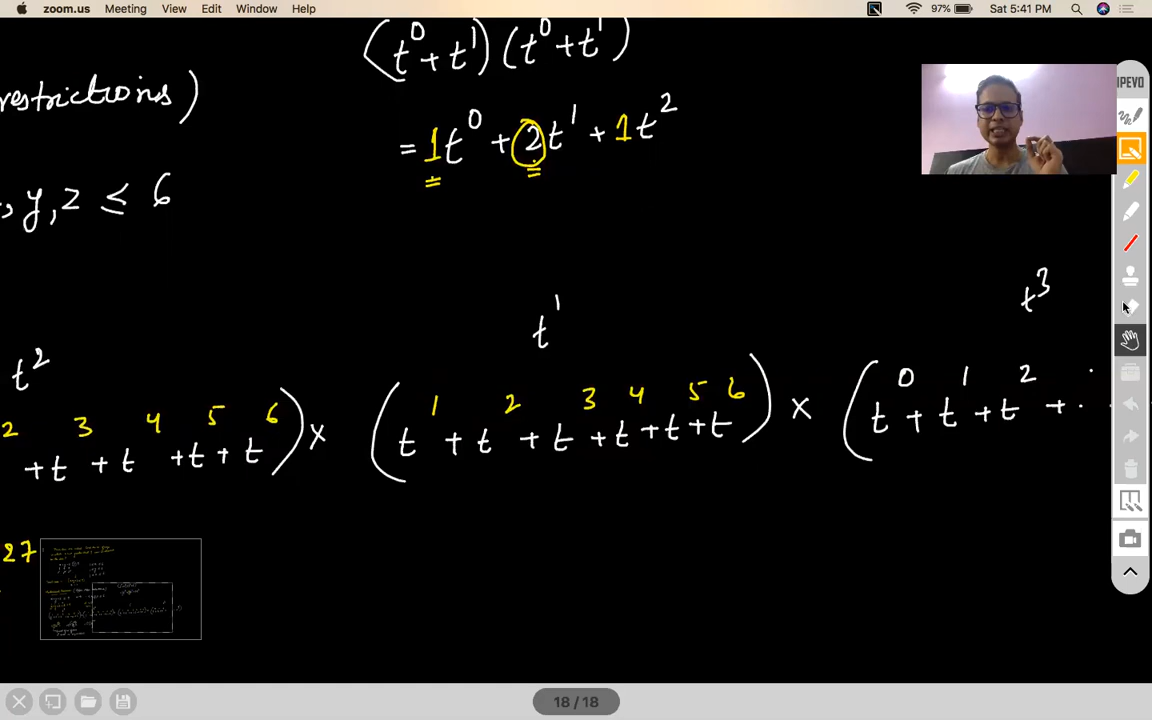 zoom.us Meeting View Edit Window Help 97% Sat 5:41 PM
(t⁰ + t¹) (t⁰ + t¹)
restrictions)
= 1t⁰ + 2t¹ + 1t²
, y, z ≤ 6
IPEVO
t² t¹ t³
2 + t³ + t⁴ + t⁵ + t⁶) × (t¹ + t² + t³ + t⁴ + t⁵ + t⁶) × (t⁰ + t¹ + t² + ..
27
18 / 18